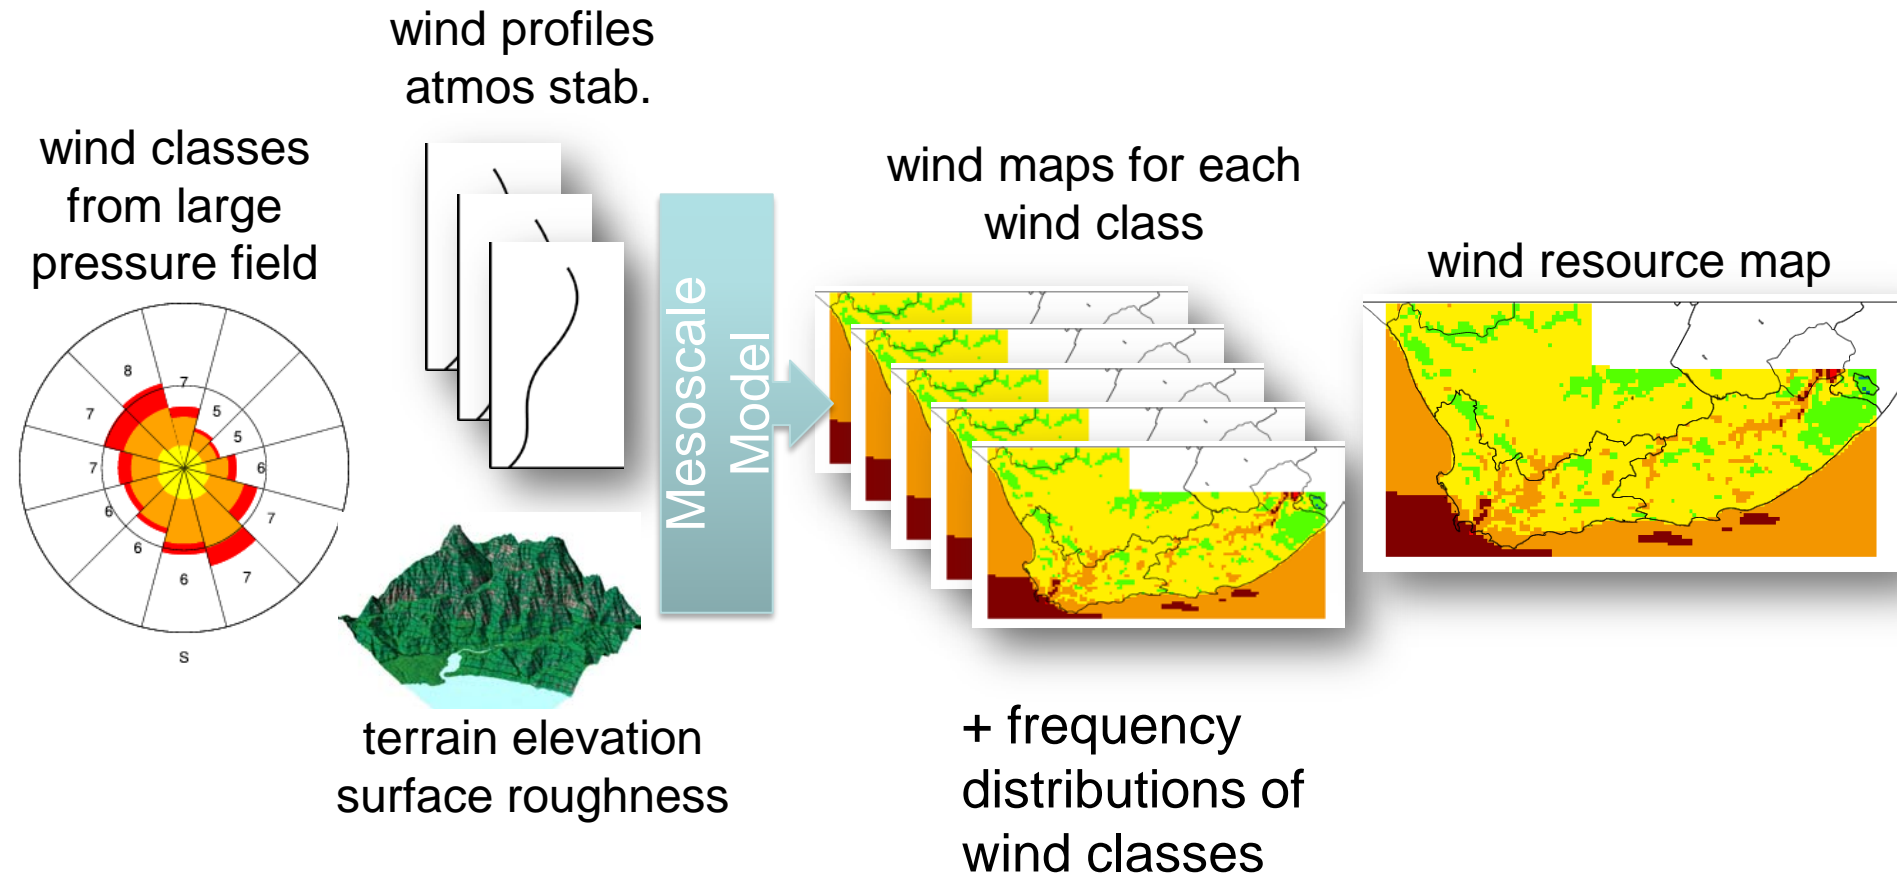 wind profiles
atmos stab.
wind classes
from large
pressure field
8
7
5
7
5
7
6
6
7
6
6
7
S
terrain elevation
surface roughness
Mesoscale
Model
wind maps for each
wind class
+ frequency
distributions of
wind classes
wind resource map